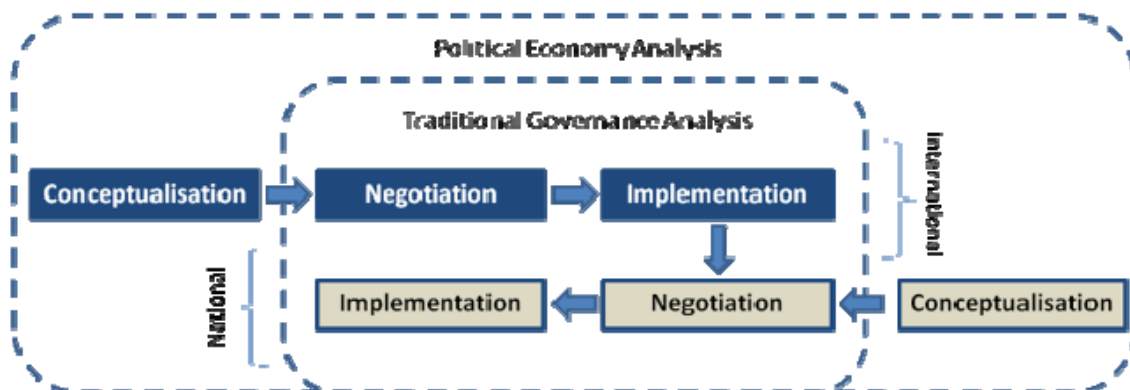 Political Economy Analysis
Traditional Governance Analysis
Conceptualisation
Negotiation
Implementation
International
National
Implementation
Negotiation
Conceptualisation